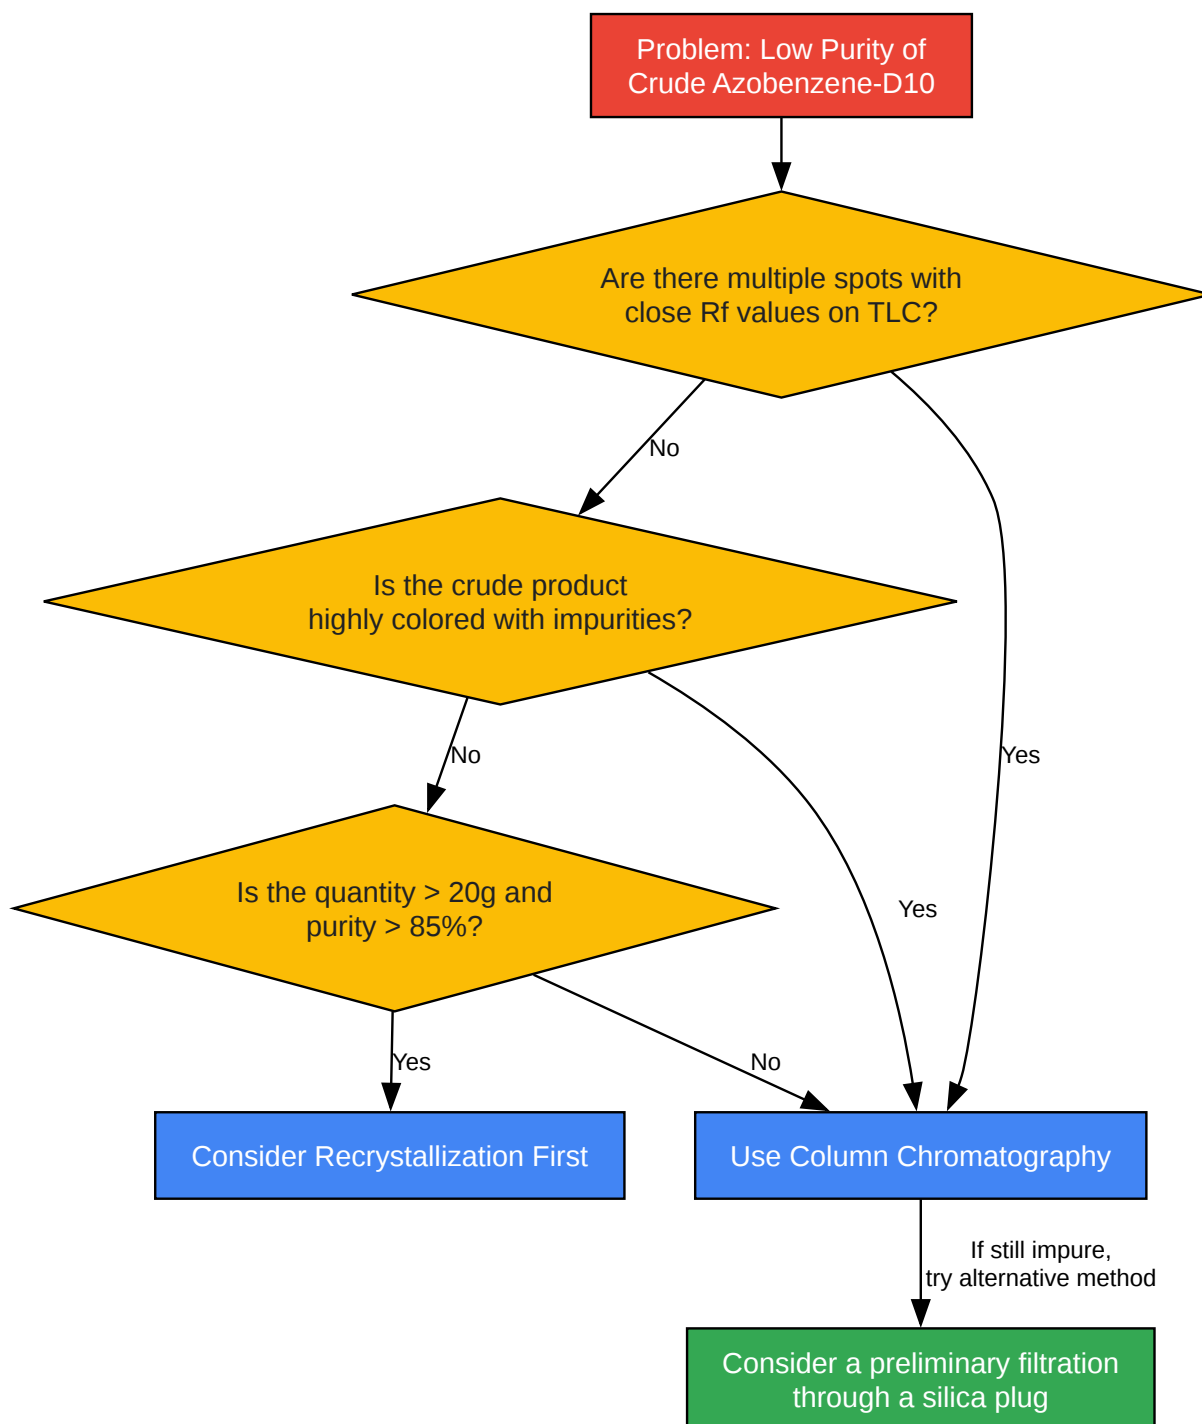 Problem: Low Purity of
Crude Azobenzene-D10
Are there multiple spots with
close Rf values on TLC?
No
Is the crude product
highly colored with impurities?
No
Yes
Is the quantity > 20g and
purity > 85%?
Yes
Yes
No
Consider Recrystallization First
Use Column Chromatography
If still impure,
try alternative method
Consider a preliminary filtration
through a silica plug